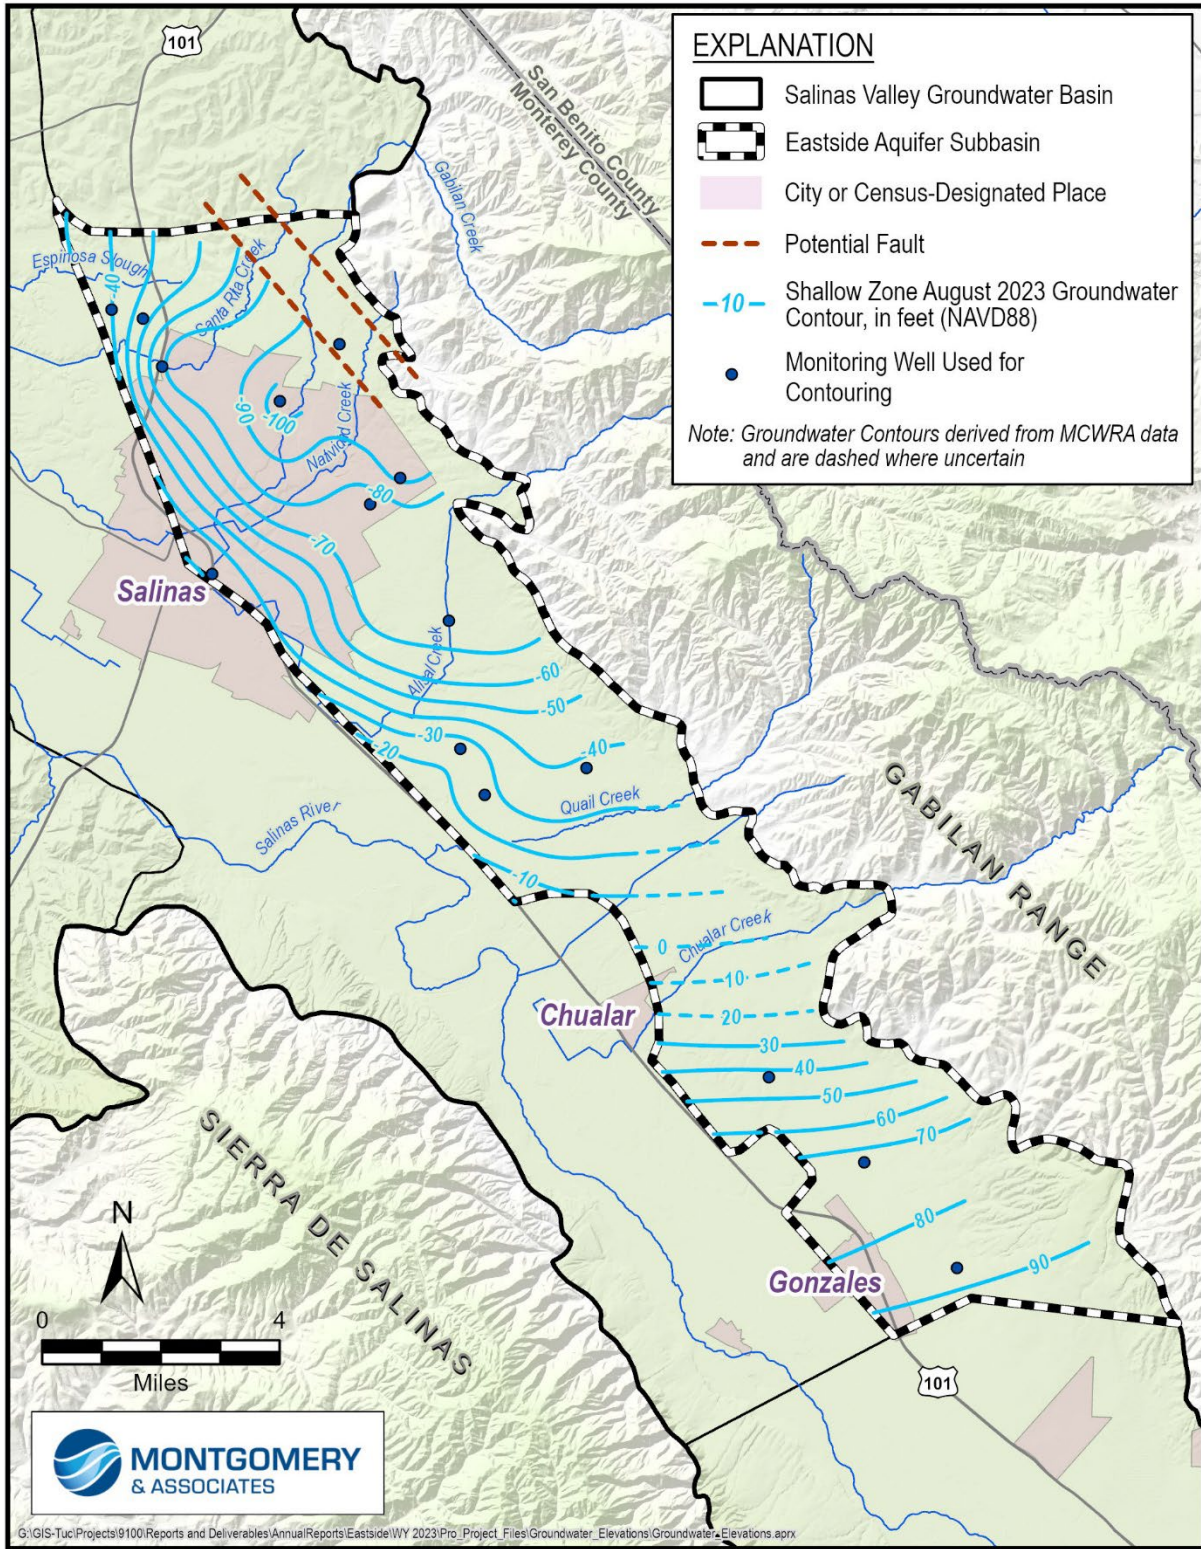 101
San Benito County
Monterey County
EXPLANATION
Salinas Valley Groundwater Basin
Eastside Aquifer Subbasin
City or Census-Designated Place
Potential Fault
-10
Shallow Zone August 2023 Groundwater
Contour, in feet (NAVD88)
Monitoring Well Used for
Contouring
Note: Groundwater Contours derived from MCWRA data
and are dashed where uncertain
Gabilan Creek
Espinosa Slough
Santa Rita Creek
-40
-90
-100
Natividad Creek
-80
-70
Salinas
Alisal Creek
-60
-50
-40
-30
-20
Quail Creek
Salinas River
-10
GABILAN RANGE
0
Chualar Creek
10
20
Chualar
30
40
50
60
70
80
90
Gonzales
SIERRA DE SALINAS
N
0 4
Miles
101
MONTGOMERY
& ASSOCIATES
G:\GIS-Tuc\Projects\9100\Reports and Deliverables\AnnualReports\Eastside\WY 2023\Pro_Project_Files\Groundwater_Elevations\Groundwater_Elevations.aprx